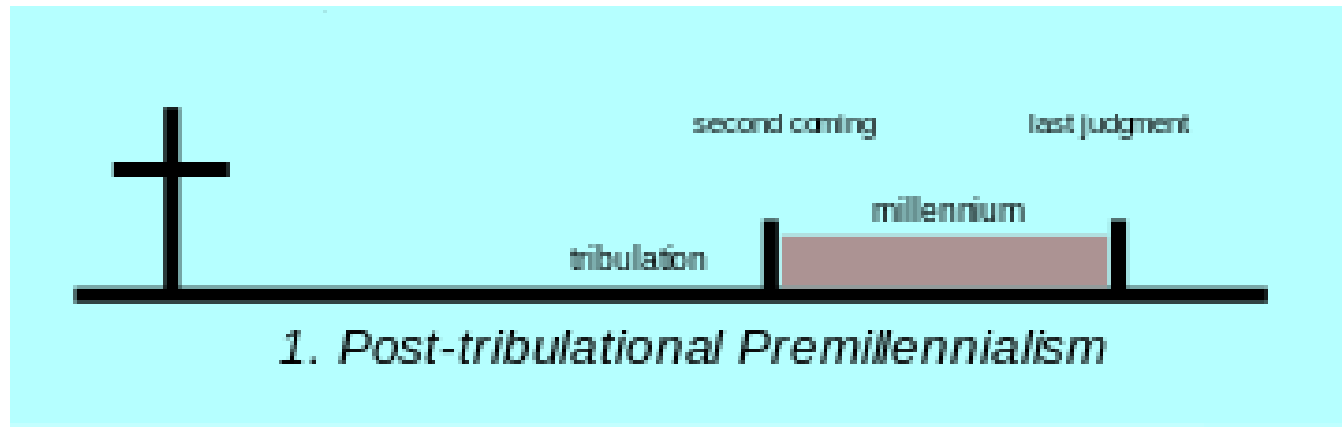 second coming
last judgment
millennium
tribulation
1. Post-tribulational Premillennialism